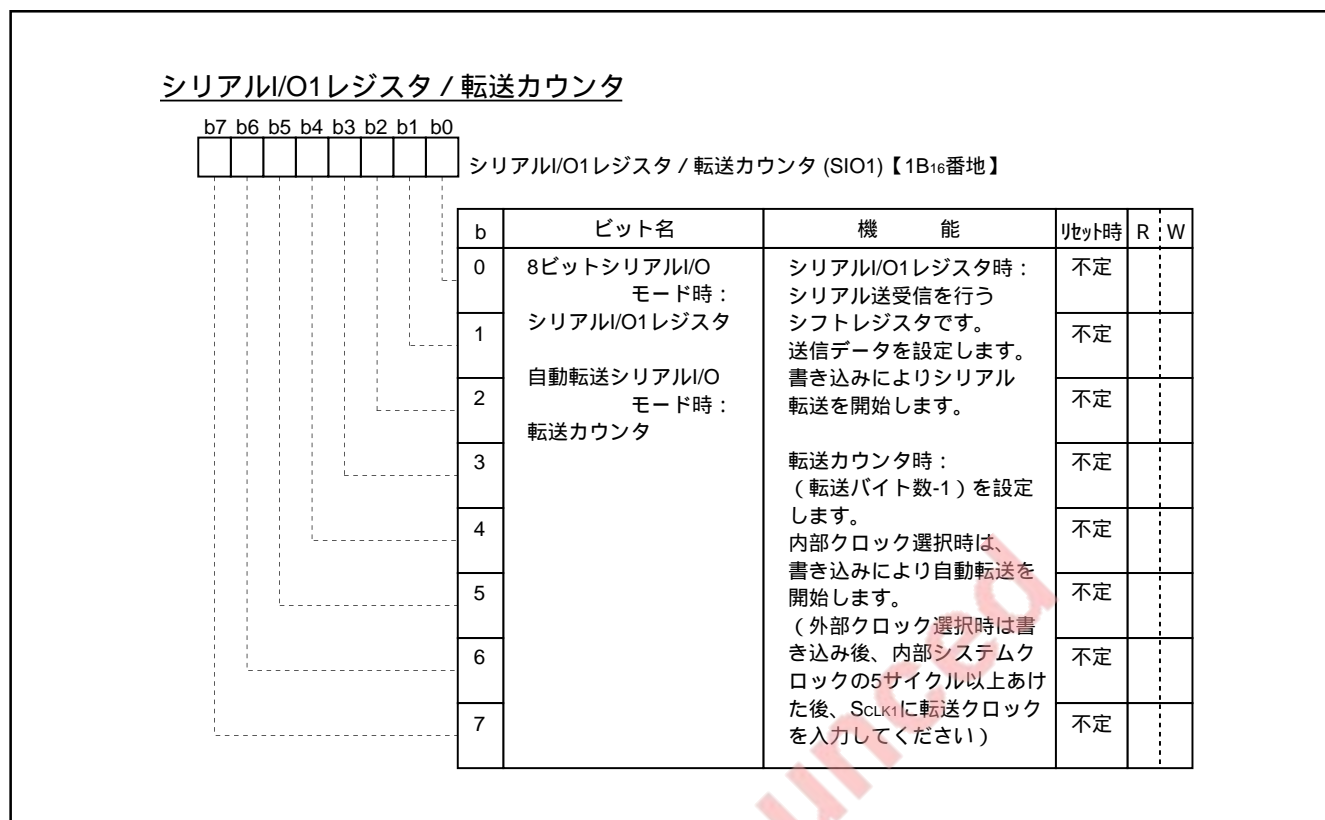 シリアルI/O1レジスタ / 転送カウンタ
b7 b6 b5 b4 b3 b2 b1 b0
シリアルI/O1レジスタ / 転送カウンタ (SIO1)【1B16番地】
b ビット名 機 能 リセット時 R W
0 不定
1 不定
2 不定
3 不定
4 不定
5 不定
6 不定
7 不定
8ビットシリアルI/O
モード時:
シリアルI/O1レジスタ
自動転送シリアルI/O
モード時:
転送カウンタ
シリアルI/O1レジスタ時:
シリアル送受信を行う
シフトレジスタです。
送信データを設定します。
書き込みによりシリアル
転送を開始します。
転送カウンタ時:
(転送バイト数-1)を設定
します。
内部クロック選択時は、
書き込みにより自動転送を
開始します。
(外部クロック選択時は書
き込み後、内部システムク
ロックの5サイクル以上あけ
た後、SCLK1に転送クロック
を入力してください)
unced